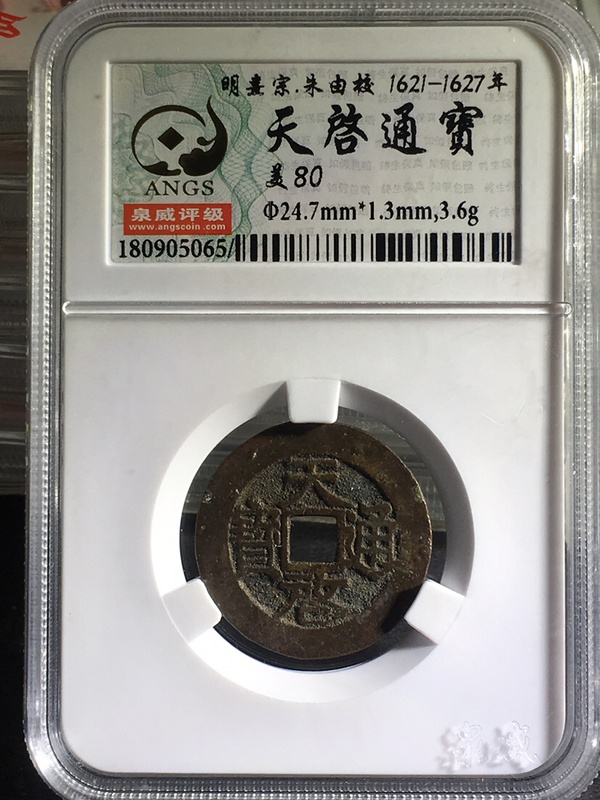 明熹宗.朱由校 1621-1627年
天啓通寶
美80
Φ24.7mm*1.3mm,3.6g
ANGS
泉威评级
www.angscoin.com
180905065/
天啓通寶